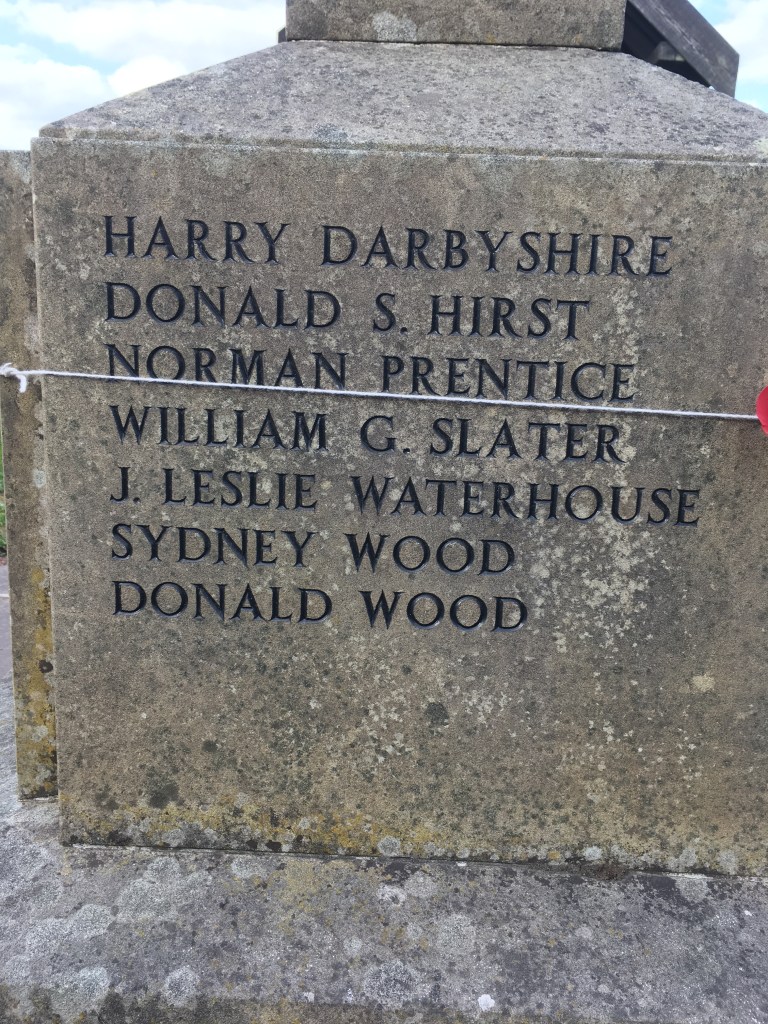 HARRY DARBYSHIRE
DONALD S. HIRST
NORMAN PRENTICE
WILLIAM G. SLATER
J. LESLIE WATERHOUSE
SYDNEY WOOD
DONALD WOOD